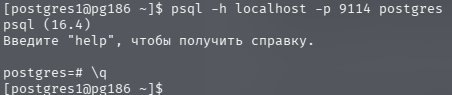 [postgres1@pg186 ~]$ psql -h localhost -p 9114 postgres
psql (16.4)
Введите "help", чтобы получить справку.
postgres=# \q
[postgres1@pg186 ~]$